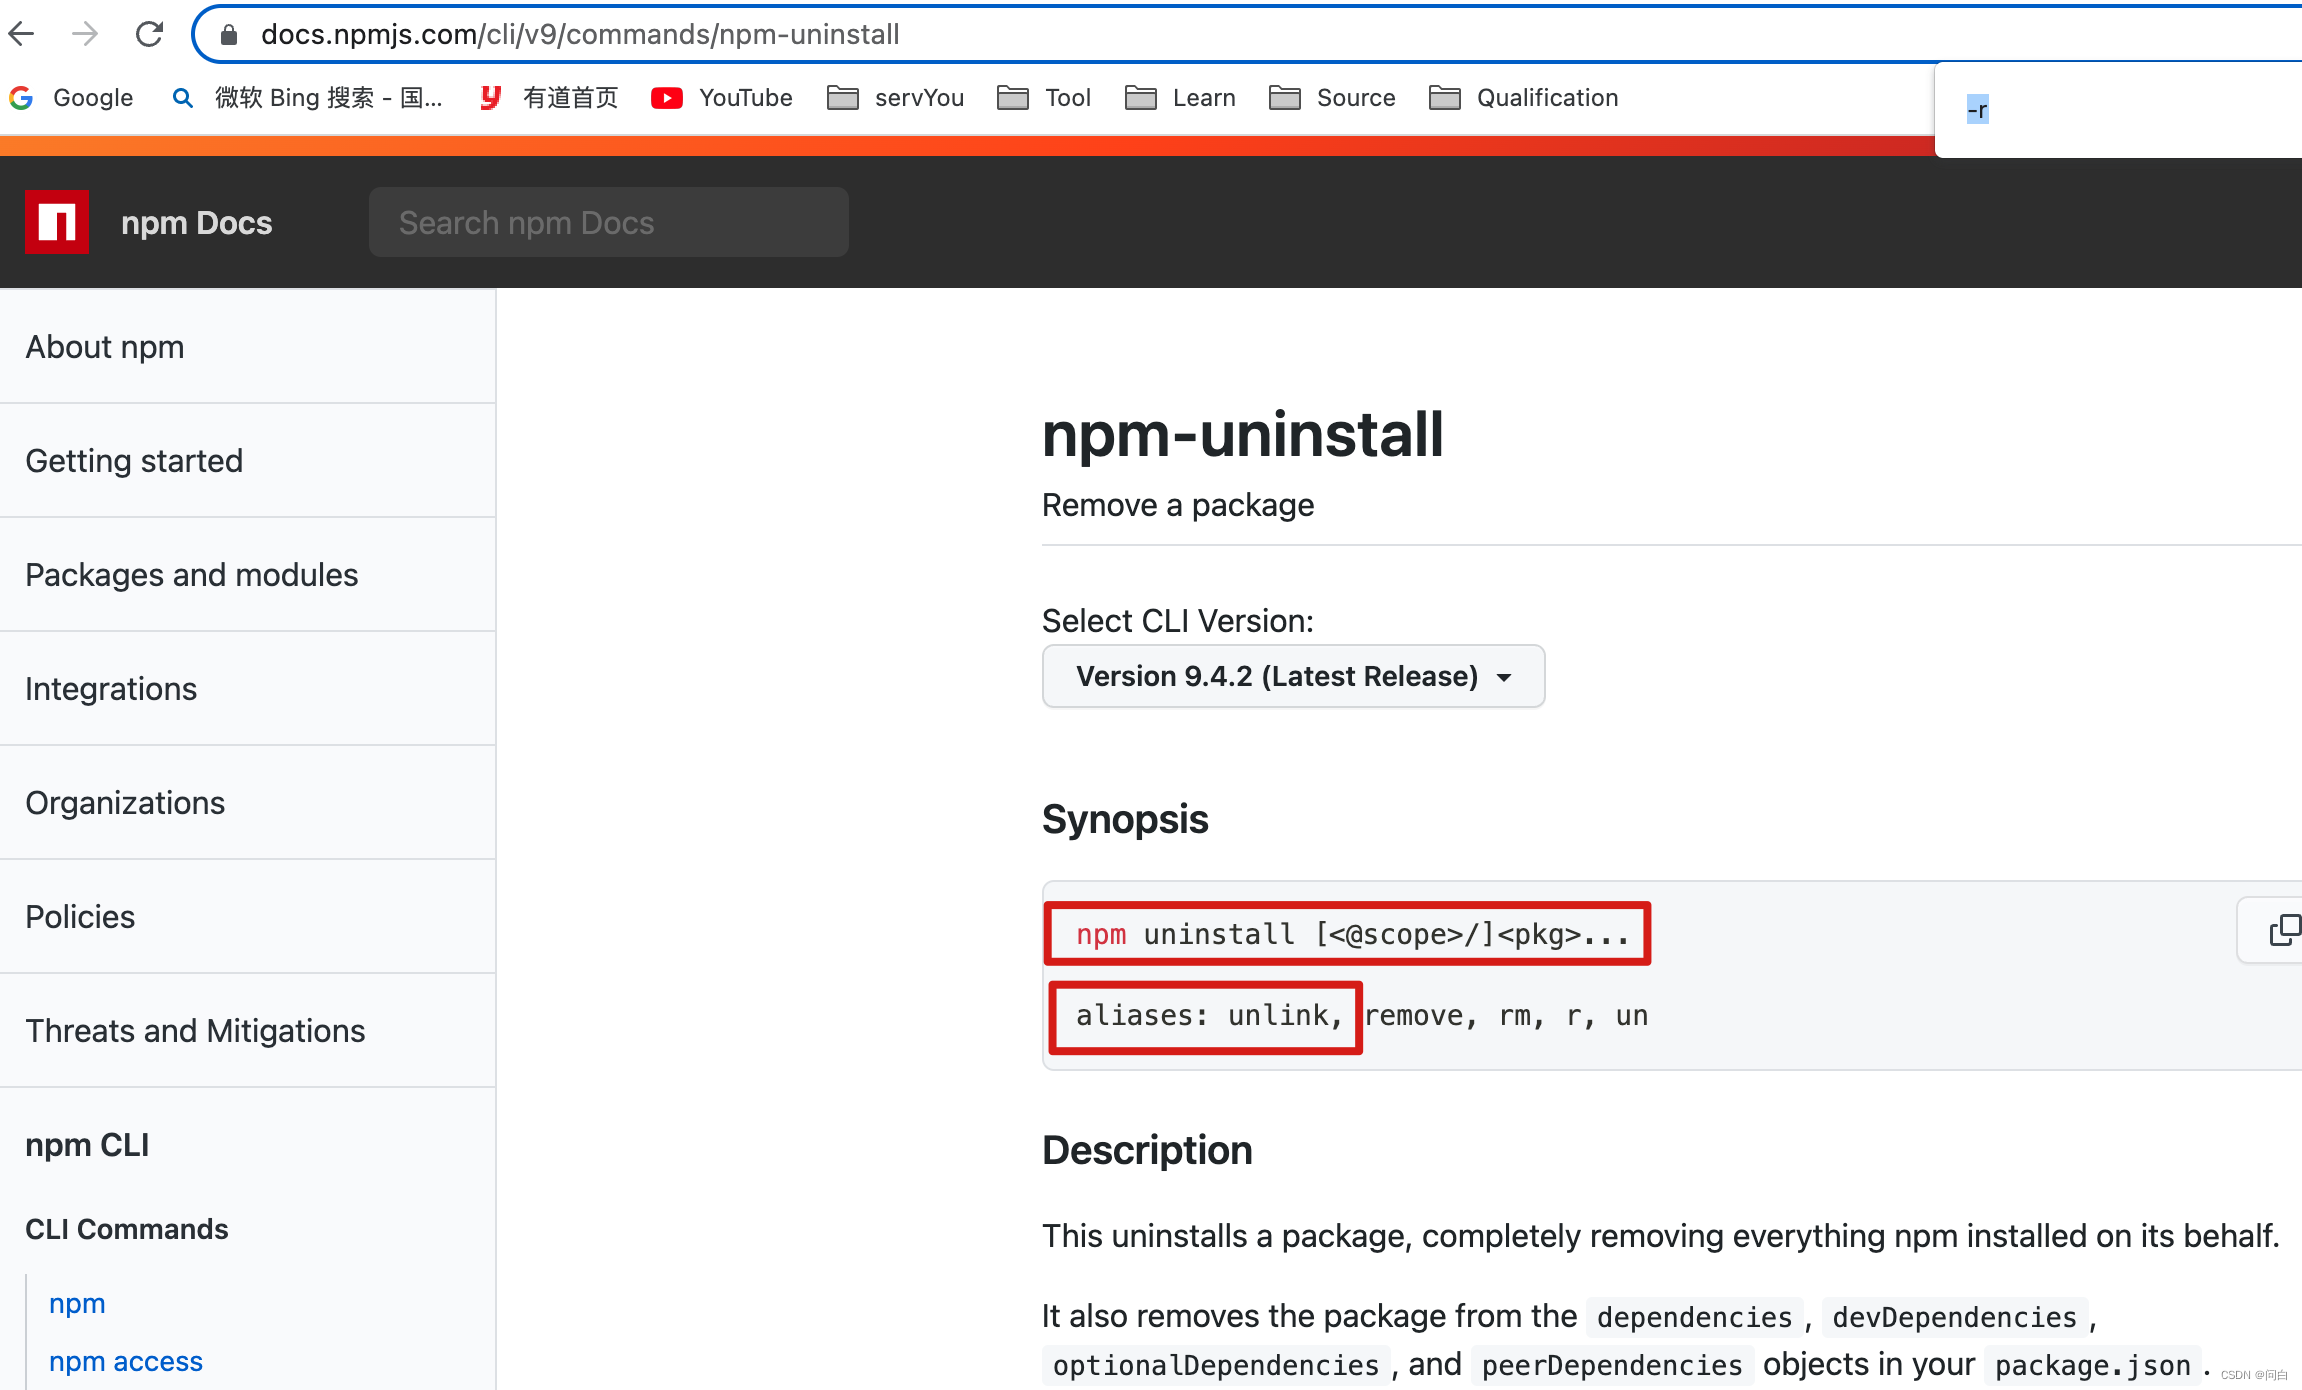 docs.npmjs.com/cli/v9/commands/npm-uninstall
Google 微软 Bing 搜索 - 国... 有道首页 YouTube servYou Tool Learn Source Qualification
-r
npm Docs Search npm Docs
About npm
Getting started
Packages and modules
Integrations
Organizations
Policies
Threats and Mitigations
npm CLI
CLI Commands
npm
npm access
npm-uninstall
Remove a package
Select CLI Version:
Version 9.4.2 (Latest Release)
Synopsis
npm uninstall [<@scope>/]<pkg>...
aliases: unlink, remove, rm, r, un
Description
This uninstalls a package, completely removing everything npm installed on its behalf.
It also removes the package from the dependencies, devDependencies,
optionalDependencies, and peerDependencies objects in your package.json.
CSDN @问白